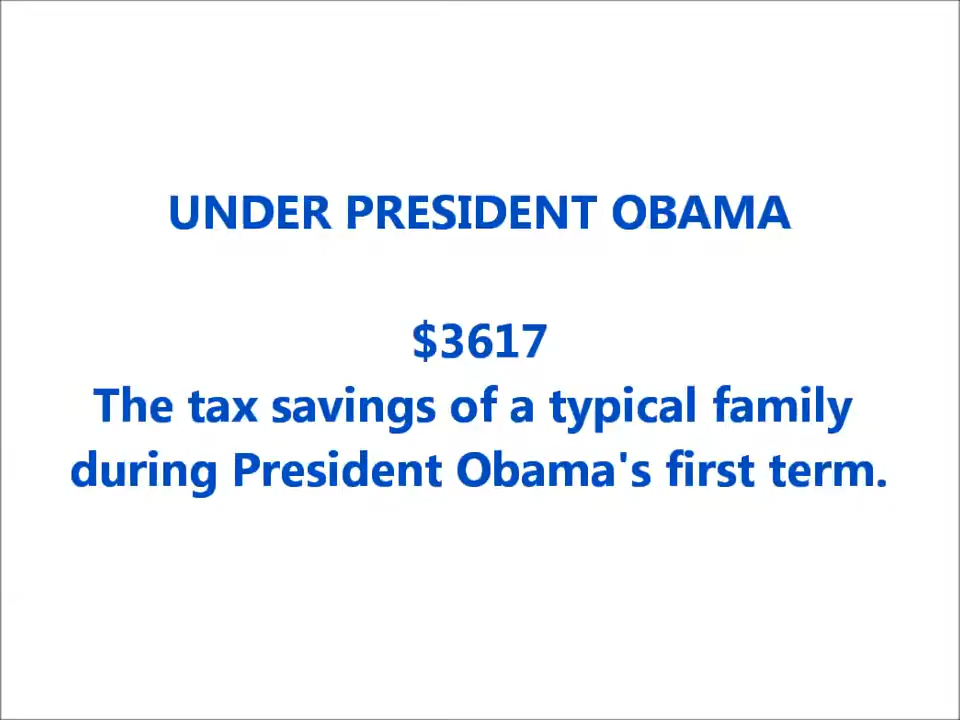 UNDER PRESIDENT OBAMA
$3617
The tax savings of a typical family
during President Obama's first term.